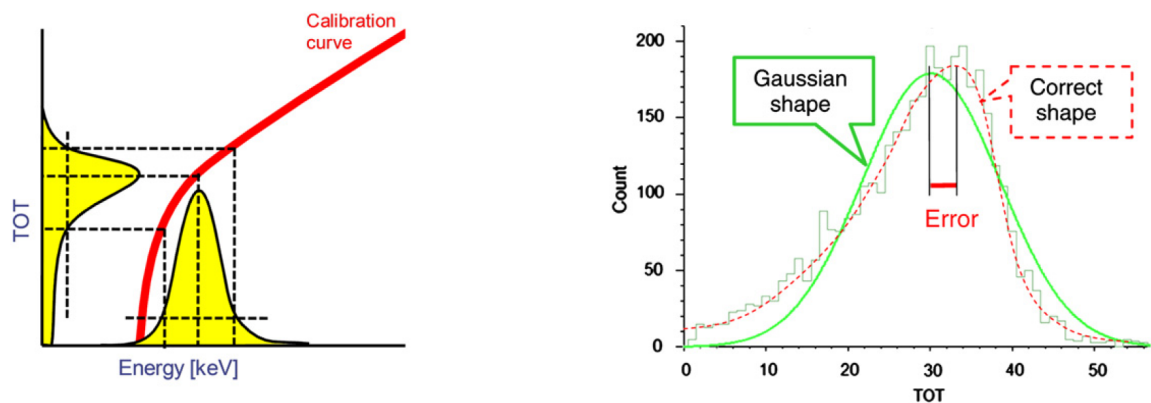 Calibration
curve
TOT
Energy [keV]
200
150
100
50
0
Count
Gaussian
shape
Correct
shape
Error
0
10
20
30
40
50
TOT